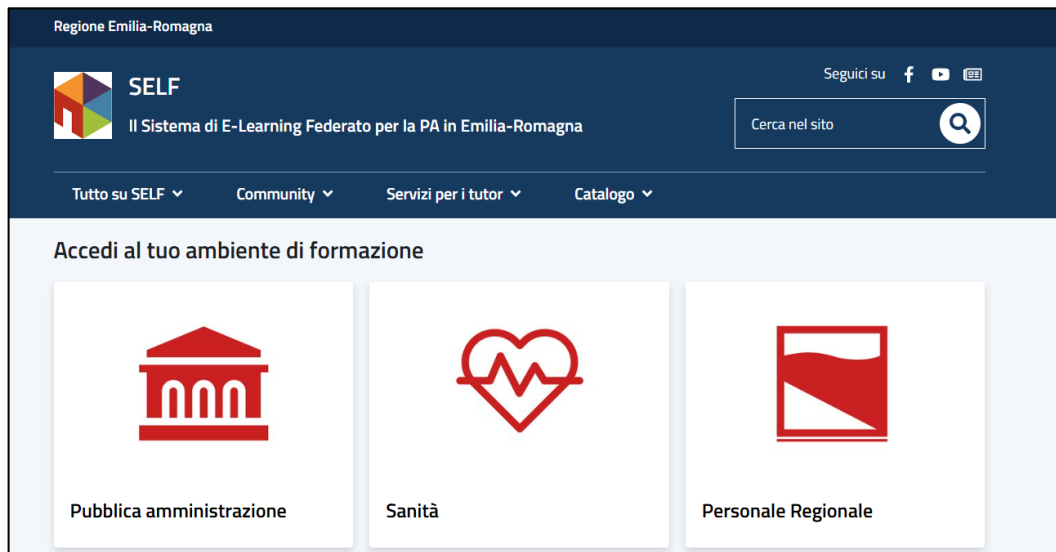 Regione Emilia-Romagna
SELF
Il Sistema di E-Learning Federato per la PA in Emilia-Romagna
Seguici su
Cerca nel sito
Tutto su SELF
Community
Servizi per i tutor
Catalogo
Accedi al tuo ambiente di formazione
Pubblica amministrazione
Sanità
Personale Regionale